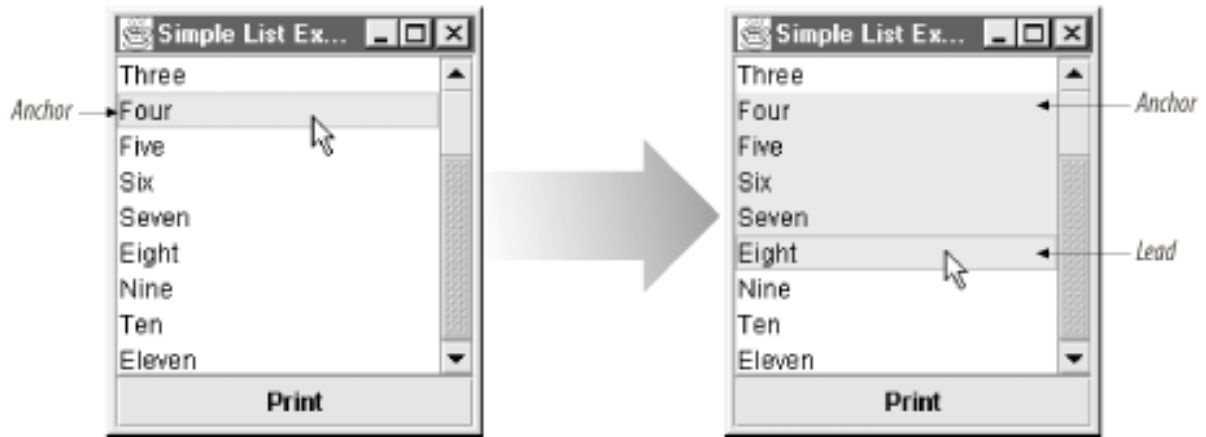 Simple List Ex...
Three
Anchor
Four
Five
Six
Seven
Eight
Nine
Ten
Eleven
Print
Simple List Ex...
Three
Four
Anchor
Five
Six
Seven
Eight
Lead
Nine
Ten
Eleven
Print